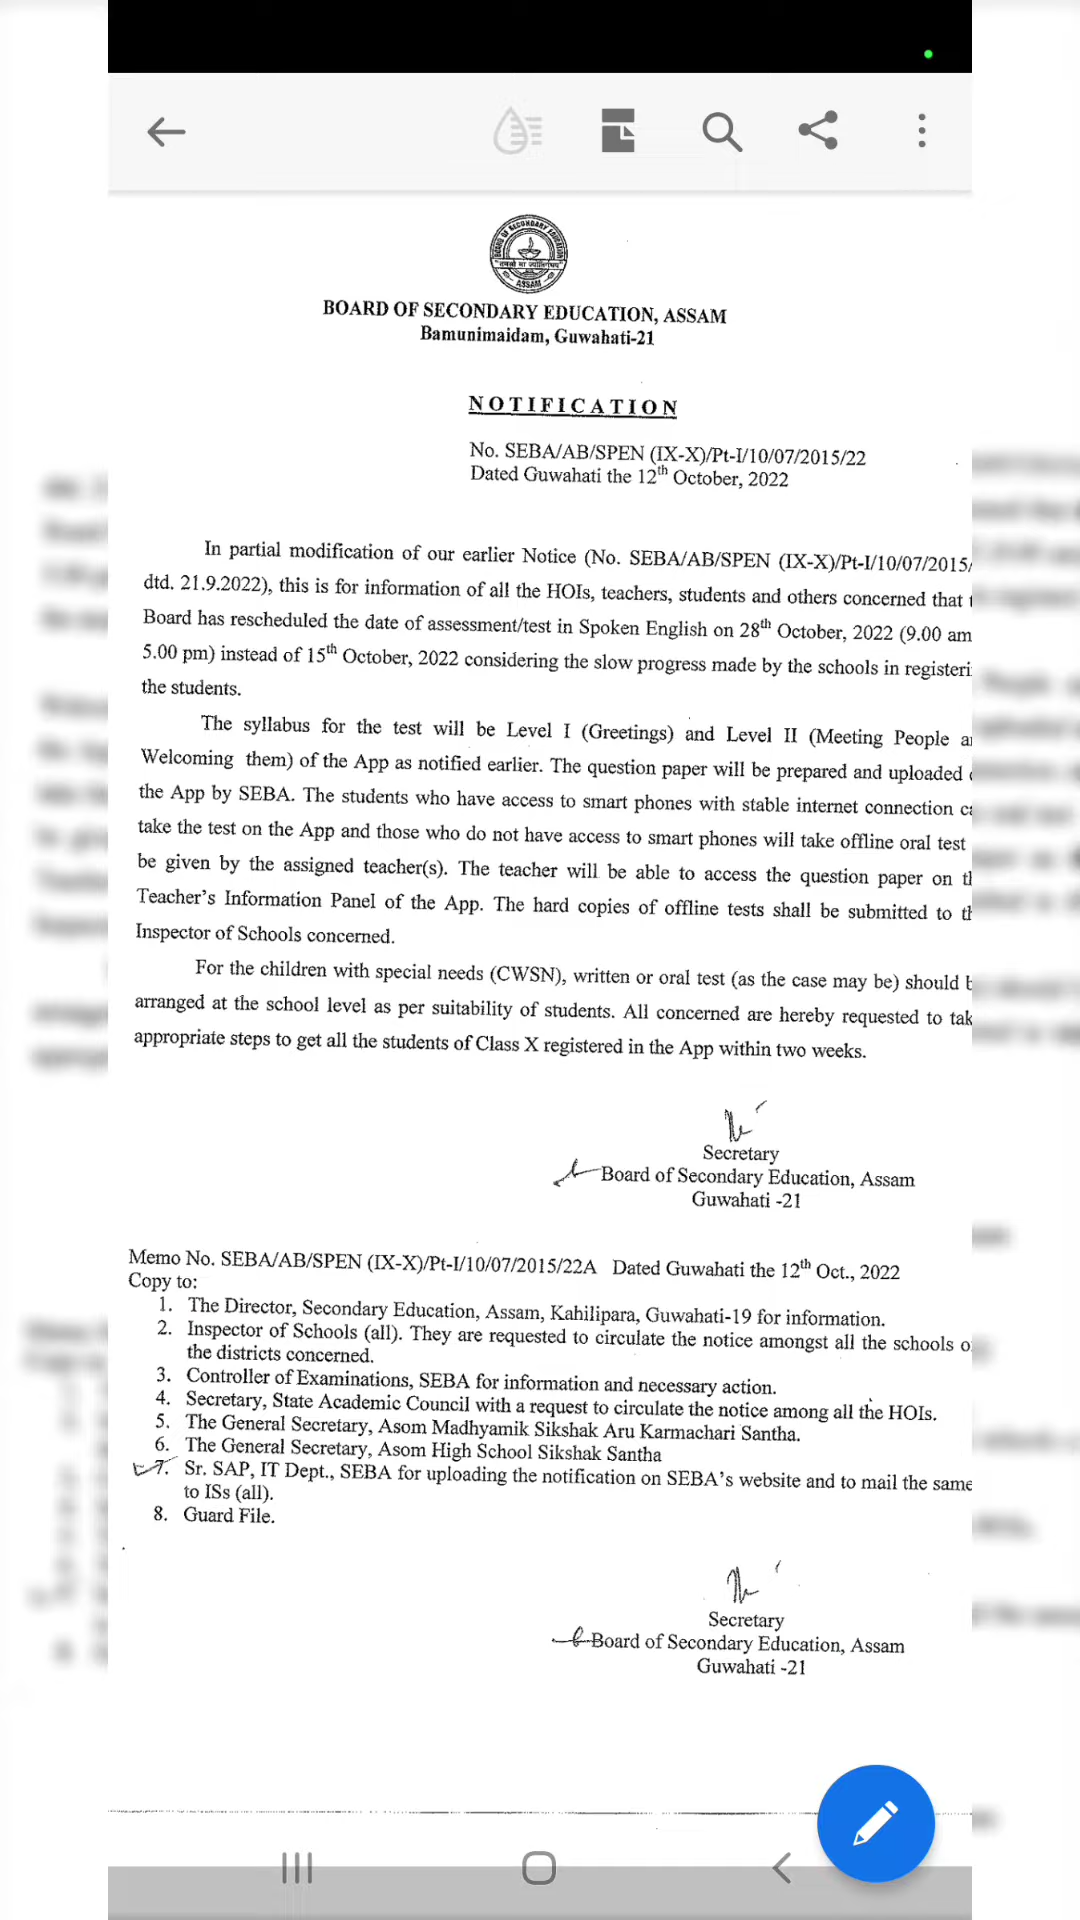 BOARD OF SECONDARY EDUCATION
ASSAM
BOARD OF SECONDARY EDUCATION, ASSAM
Bamunimaidam, Guwahati-21
NOTIFICATION
No. SEBA/AB/SPEN (IX-X)/Pt-I/10/07/2015/22
Dated Guwahati the 12th October, 2022
In partial modification of our earlier Notice (No. SEBA/AB/SPEN (IX-X)/Pt-I/10/07/2015/
dtd. 21.9.2022), this is for information of all the HOIs, teachers, students and others concerned that
Board has rescheduled the date of assessment/test in Spoken English on 28th October, 2022 (9.00 am
5.00 pm) instead of 15th October, 2022 considering the slow progress made by the schools in registeri
the students.
The syllabus for the test will be Level I (Greetings) and Level II (Meeting People a
Welcoming them) of the App as notified earlier. The question paper will be prepared and uploaded
the App by SEBA. The students who have access to smart phones with stable internet connection ca
take the test on the App and those who do not have access to smart phones will take offline oral test
be given by the assigned teacher(s). The teacher will be able to access the question paper on th
Teacher's Information Panel of the App. The hard copies of offline tests shall be submitted to th
Inspector of Schools concerned.
For the children with special needs (CWSN), written or oral test (as the case may be) should b
arranged at the school level as per suitability of students. All concerned are hereby requested to tak
appropriate steps to get all the students of Class X registered in the App within two weeks.
Secretary
Board of Secondary Education, Assam
Guwahati -21
Memo No. SEBA/AB/SPEN (IX-X)/Pt-I/10/07/2015/22A Dated Guwahati the 12th Oct., 2022
Copy to:
1. The Director, Secondary Education, Assam, Kahilipara, Guwahati-19 for information.
2. Inspector of Schools (all). They are requested to circulate the notice amongst all the schools o
the districts concerned.
3. Controller of Examinations, SEBA for information and necessary action.
4. Secretary, State Academic Council with a request to circulate the notice among all the HOIs.
5. The General Secretary, Asom Madhyamik Sikshak Aru Karmachari Santha.
6. The General Secretary, Asom High School Sikshak Santha
7. Sr. SAP, IT Dept., SEBA for uploading the notification on SEBA's website and to mail the same
to ISs (all).
8. Guard File.
Secretary
Board of Secondary Education, Assam
Guwahati -21